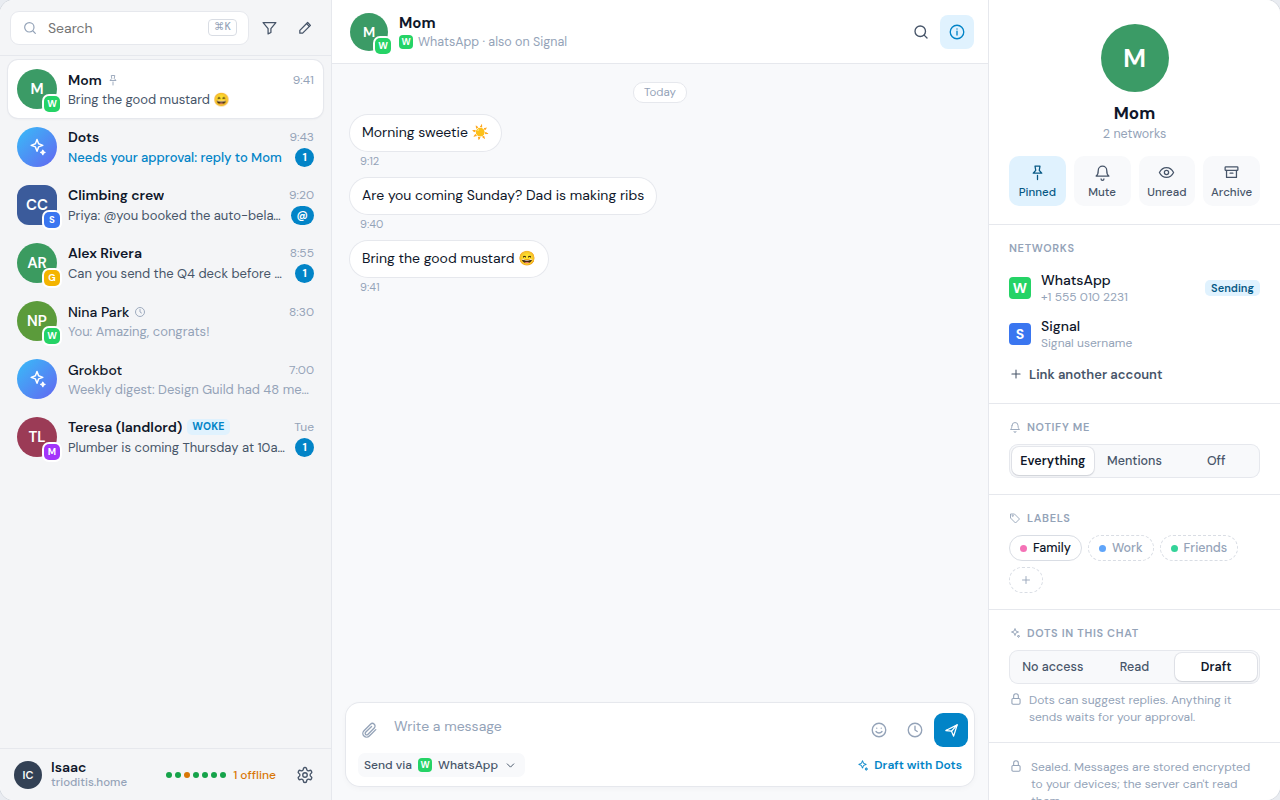 Search ⌘K
M W Mom 9:41
Bring the good mustard 😄
Dots 9:43
Needs your approval: reply to Mom 1
CC S Climbing crew 9:20
Priya: @you booked the auto-bela... @
AR G Alex Rivera 8:55
Can you send the Q4 deck before ... 1
NP W Nina Park 8:30
You: Amazing, congrats!
Grokbot 7:00
Weekly digest: Design Guild had 48 me...
TL M Teresa (landlord) WOKE Tue
Plumber is coming Thursday at 10a... 1
IC Isaac
trioditis.home
1 offline
M W Mom
W WhatsApp · also on Signal
Today
Morning sweetie ☀️
9:12
Are you coming Sunday? Dad is making ribs
9:40
Bring the good mustard 😄
9:41
Write a message
Send via W WhatsApp
Draft with Dots
M
Mom
2 networks
Pinned Mute Unread Archive
NETWORKS
W WhatsApp
+1 555 010 2231
Sending
S Signal
Signal username
+ Link another account
NOTIFY ME
Everything Mentions Off
LABELS
Family Work Friends
+
DOTS IN THIS CHAT
No access Read Draft
Dots can suggest replies. Anything it
sends waits for your approval.
Sealed. Messages are stored encrypted
to your devices; the server can't read